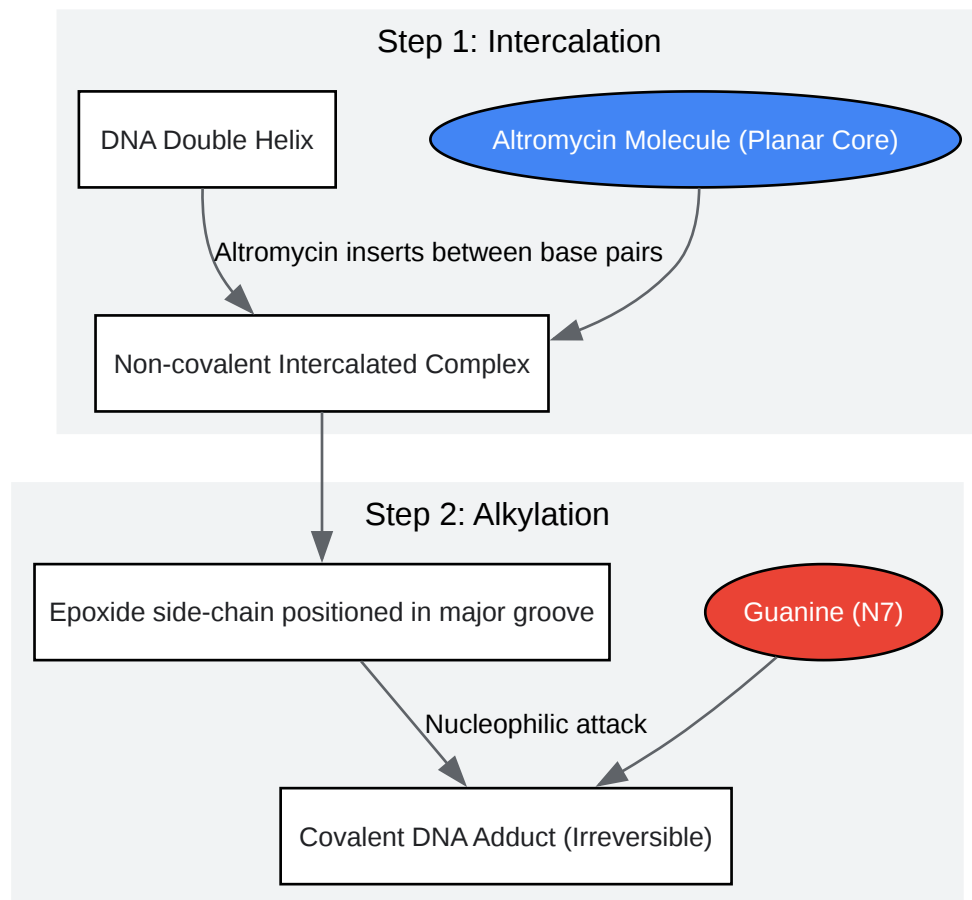 Step 1: Intercalation
DNA Double Helix
Altromycin Molecule (Planar Core)
Altromycin inserts between base pairs
Non-covalent Intercalated Complex
Step 2: Alkylation
Epoxide side-chain positioned in major groove
Guanine (N7)
Nucleophilic attack
Covalent DNA Adduct (Irreversible)